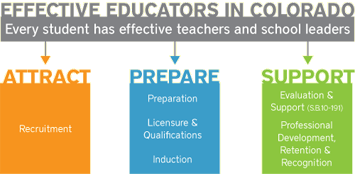 EFFECTIVE EDUCATORS IN COLORADO
Every student has effective teachers and school leaders
ATTRACT
Recruitment
PREPARE
Preparation
Licensure &
Qualifications
Induction
SUPPORT
Evaluation &
Support (S.B.10-191)
Professional
Development,
Retention &
Recognition